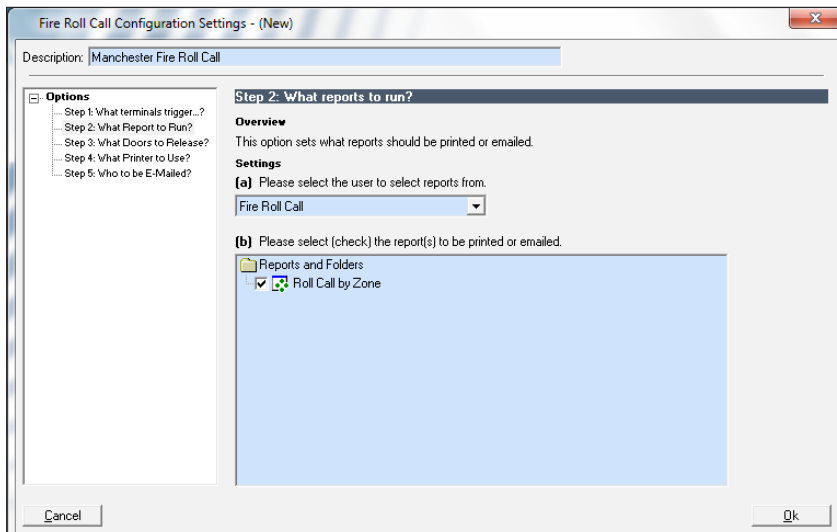 Fire Roll Call Configuration Settings - (New)
Description: Manchester Fire Roll Call
Options
Step 1: What terminals trigger...?
Step 2: What Report to Run?
Step 3: What Doors to Release?
Step 4: What Printer to Use?
Step 5: Who to be E-Mailed?
Step 2: What reports to run?
Overview
This option sets what reports should be printed or emailed.
Settings
(a) Please select the user to select reports from.
Fire Roll Call
(b) Please select (check) the report(s) to be printed or emailed.
Reports and Folders
Roll Call by Zone
Cancel
Ok